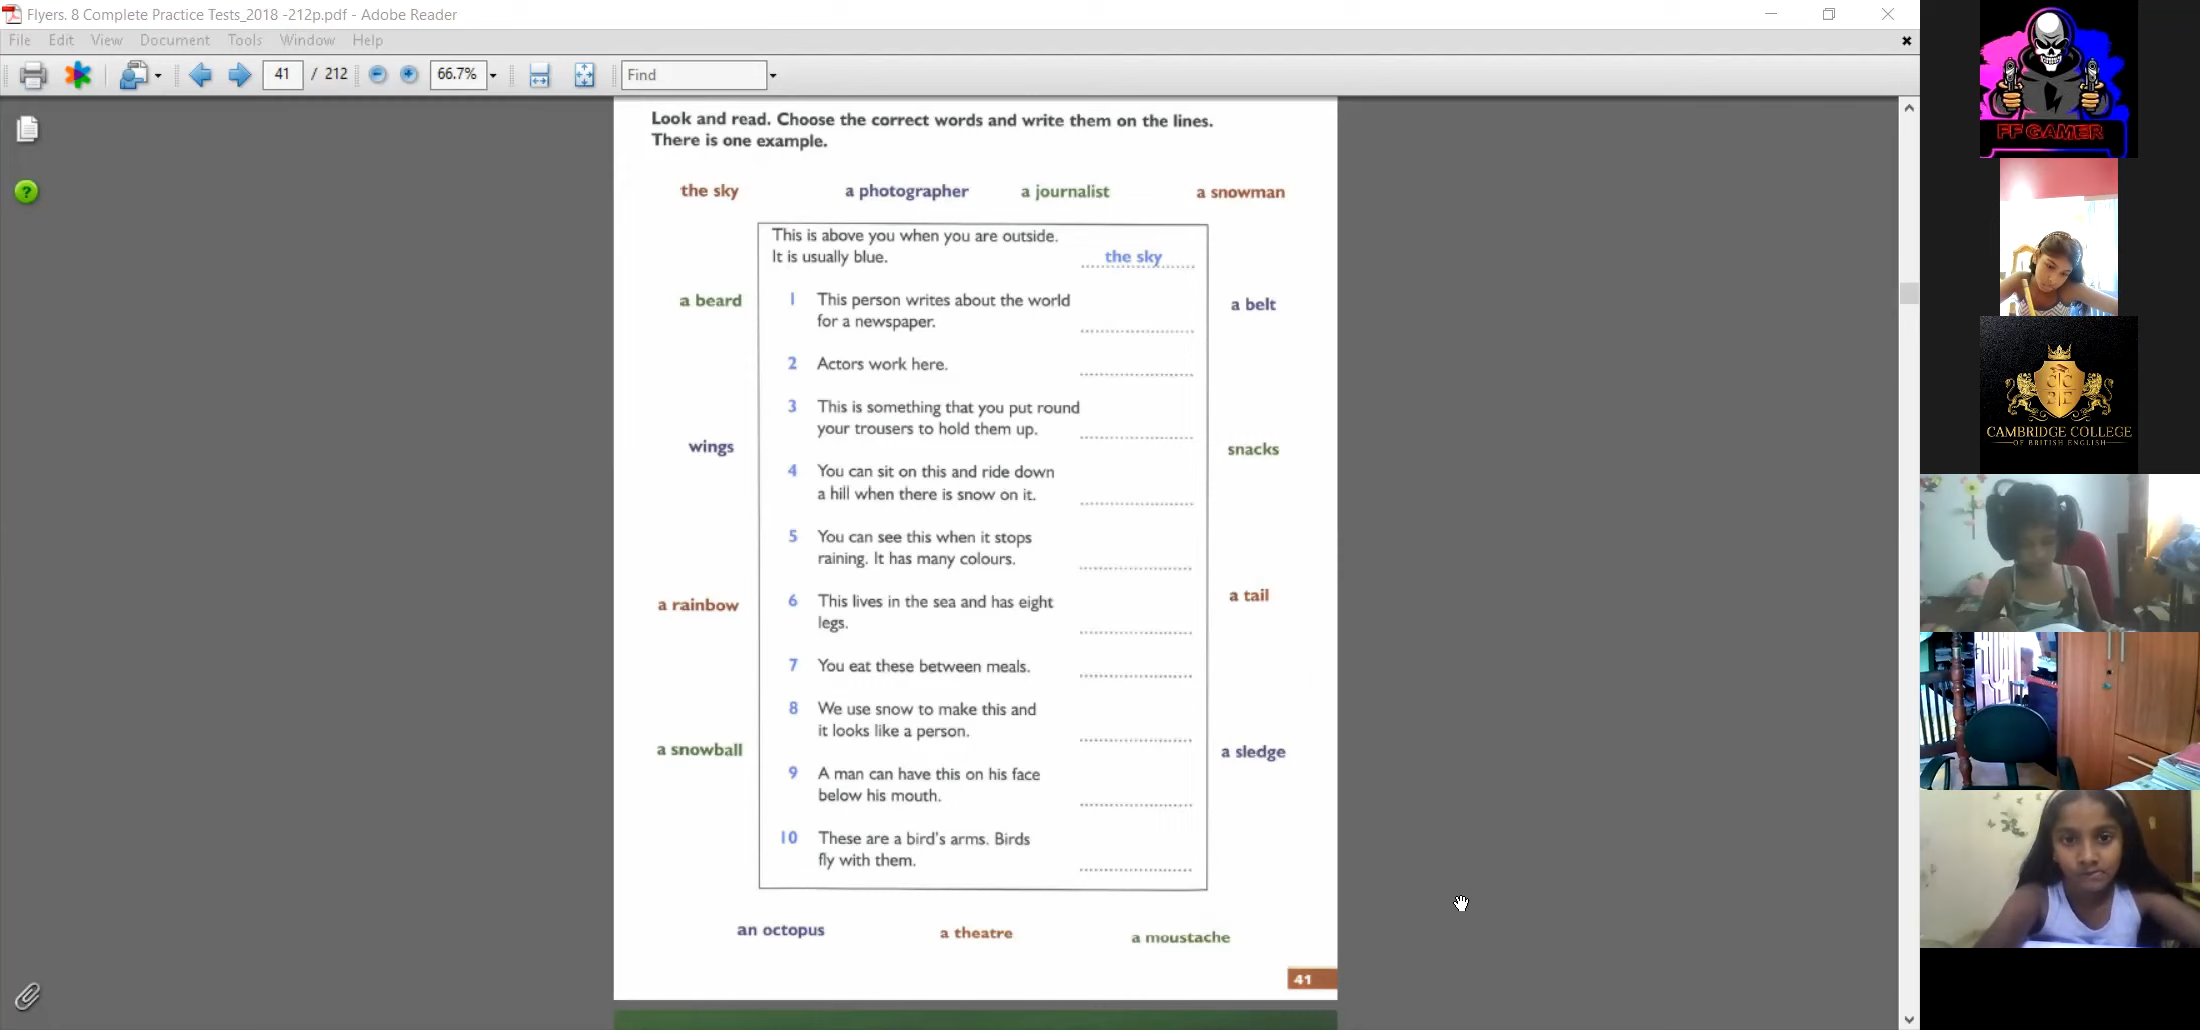 Flyers. 8 Complete Practice Tests_2018 -212p.pdf - Adobe Reader
File Edit View Document Tools Window Help
41 / 212 66.7% Find
Look and read. Choose the correct words and write them on the lines.
There is one example.
the sky a photographer a journalist a snowman
This is above you when you are outside.
It is usually blue. the sky
a beard
1 This person writes about the world
for a newspaper.
a belt
2 Actors work here.
3 This is something that you put round
your trousers to hold them up.
wings
snacks
4 You can sit on this and ride down
a hill when there is snow on it.
5 You can see this when it stops
raining. It has many colours.
a rainbow
a tail
6 This lives in the sea and has eight
legs.
7 You eat these between meals.
8 We use snow to make this and
it looks like a person.
a snowball
a sledge
9 A man can have this on his face
below his mouth.
10 These are a bird's arms. Birds
fly with them.
an octopus a theatre a moustache
41
FF GAMER
CAMBRIDGE COLLEGE
OF BRITISH ENGLISH